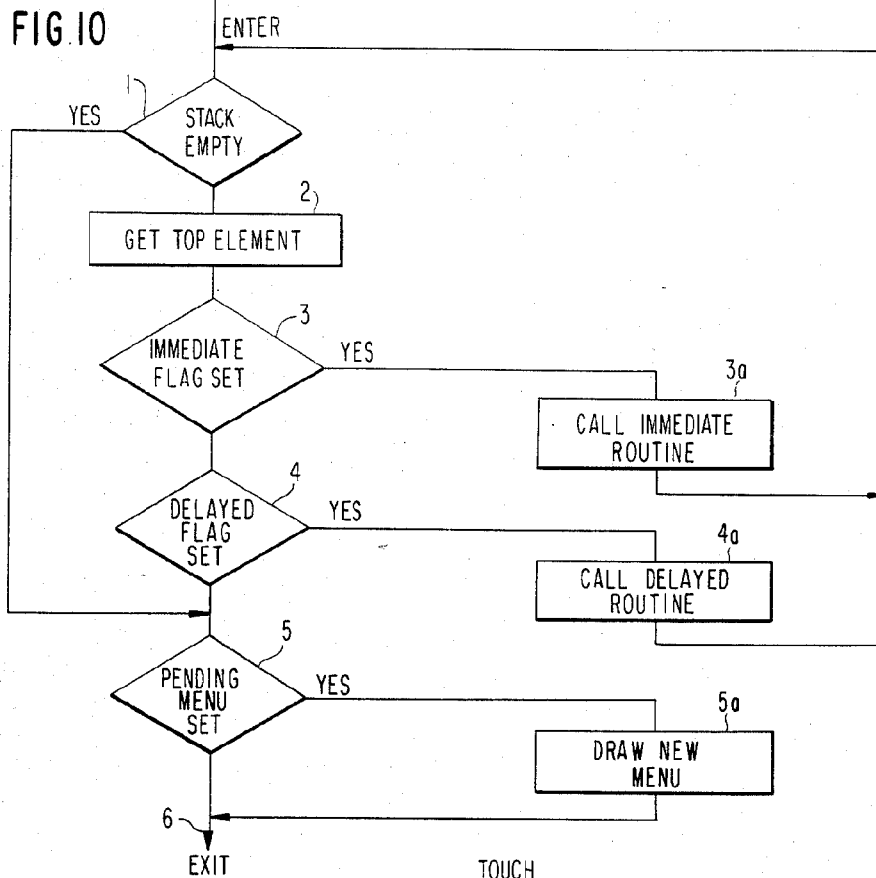 FIG.10
ENTER
1
YES
STACK
EMPTY
2
GET TOP ELEMENT
3
IMMEDIATE
FLAG SET
YES
3a
CALL IMMEDIATE
ROUTINE
4
DELAYED
FLAG
SET
YES
4a
CALL DELAYED
ROUTINE
5
PENDING
MENU
SET
YES
5a
DRAW NEW
MENU
6
EXIT
TOUCH